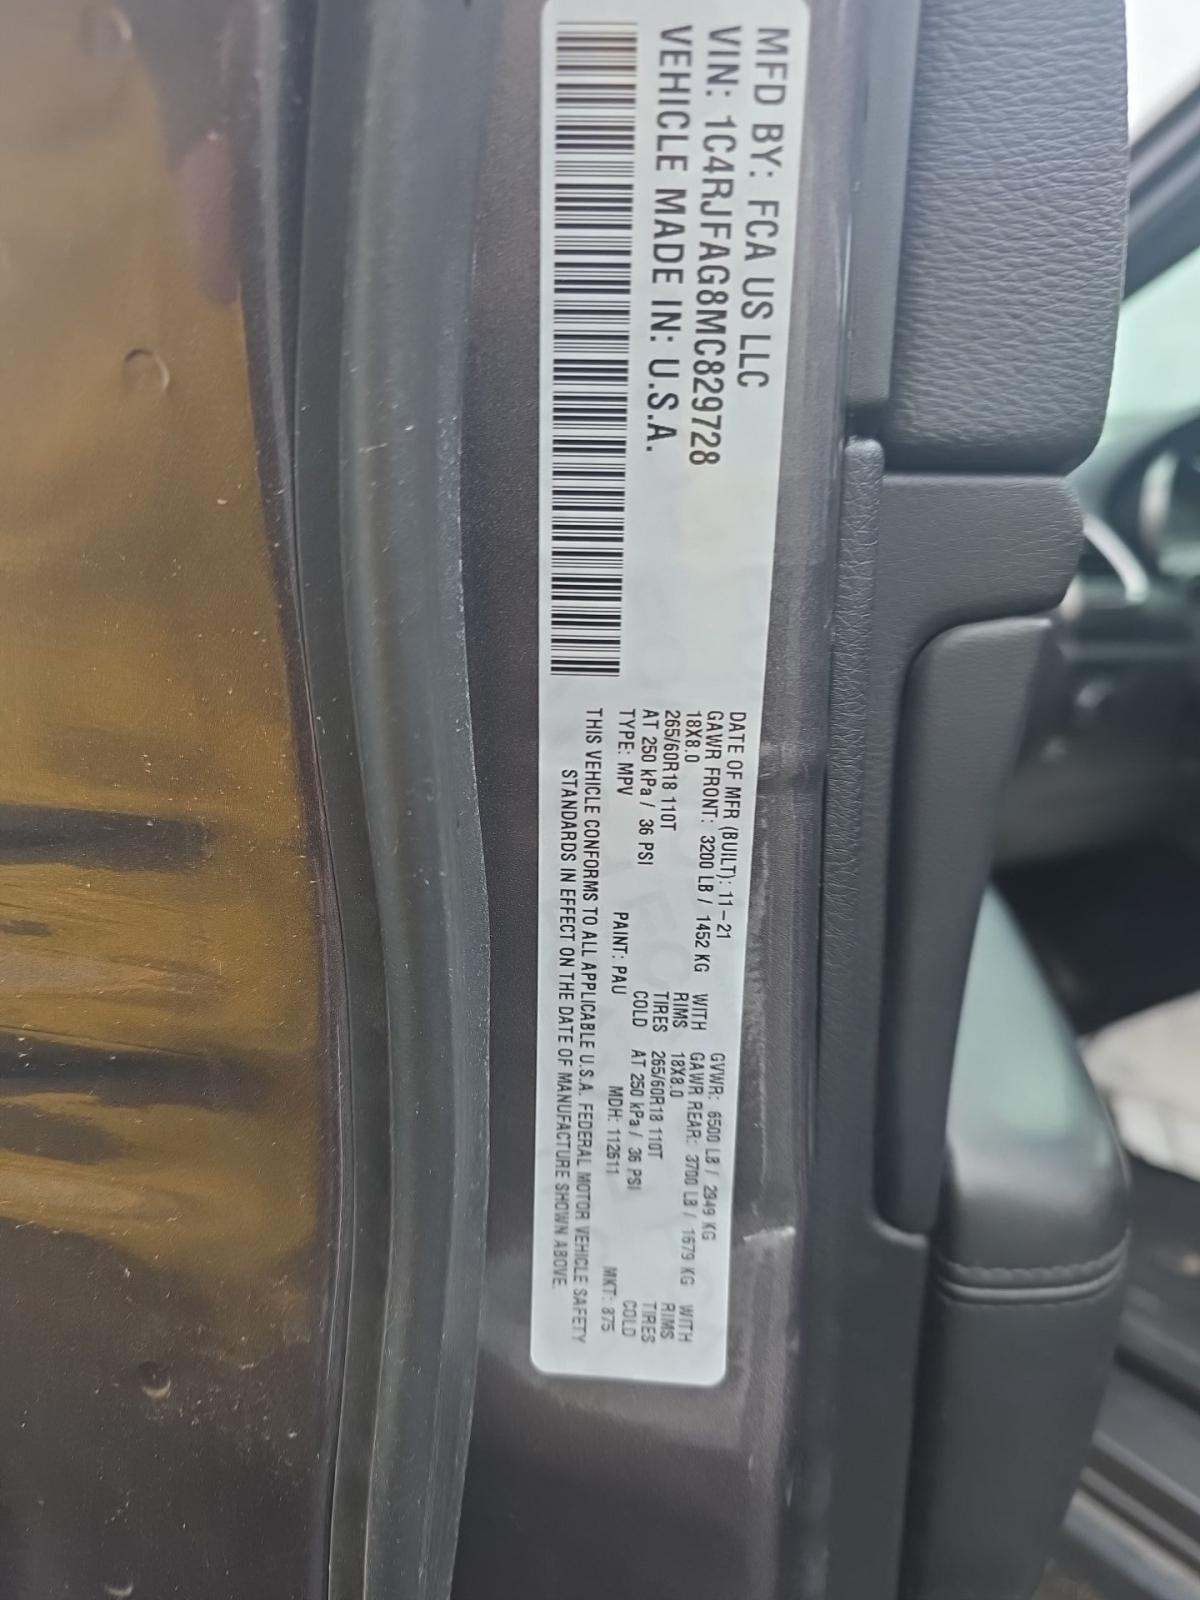 MFD BY: FCA US LLC
VIN: 1C4RJFAG8MC829728
VEHICLE MADE IN: U.S.A.
DATE OF MFR (BUILT): 11-21 GVWR: 6500 LB / 2949 KG
GAWR FRONT: 3200 LB / 1452 KG WITH GAWR REAR: 3700 LB / 1679 KG WITH
18X8.0 RIMS 18X8.0 RIMS
265/60R18 110T TIRES 265/60R18 110T TIRES
AT 250 kPa / 36 PSI COLD AT 250 kPa / 36 PSI COLD
TYPE: MPV PAINT: PAU MDH: 112611 MKT: 875
THIS VEHICLE CONFORMS TO ALL APPLICABLE U.S.A. FEDERAL MOTOR VEHICLE SAFETY
STANDARDS IN EFFECT ON THE DATE OF MANUFACTURE SHOWN ABOVE.